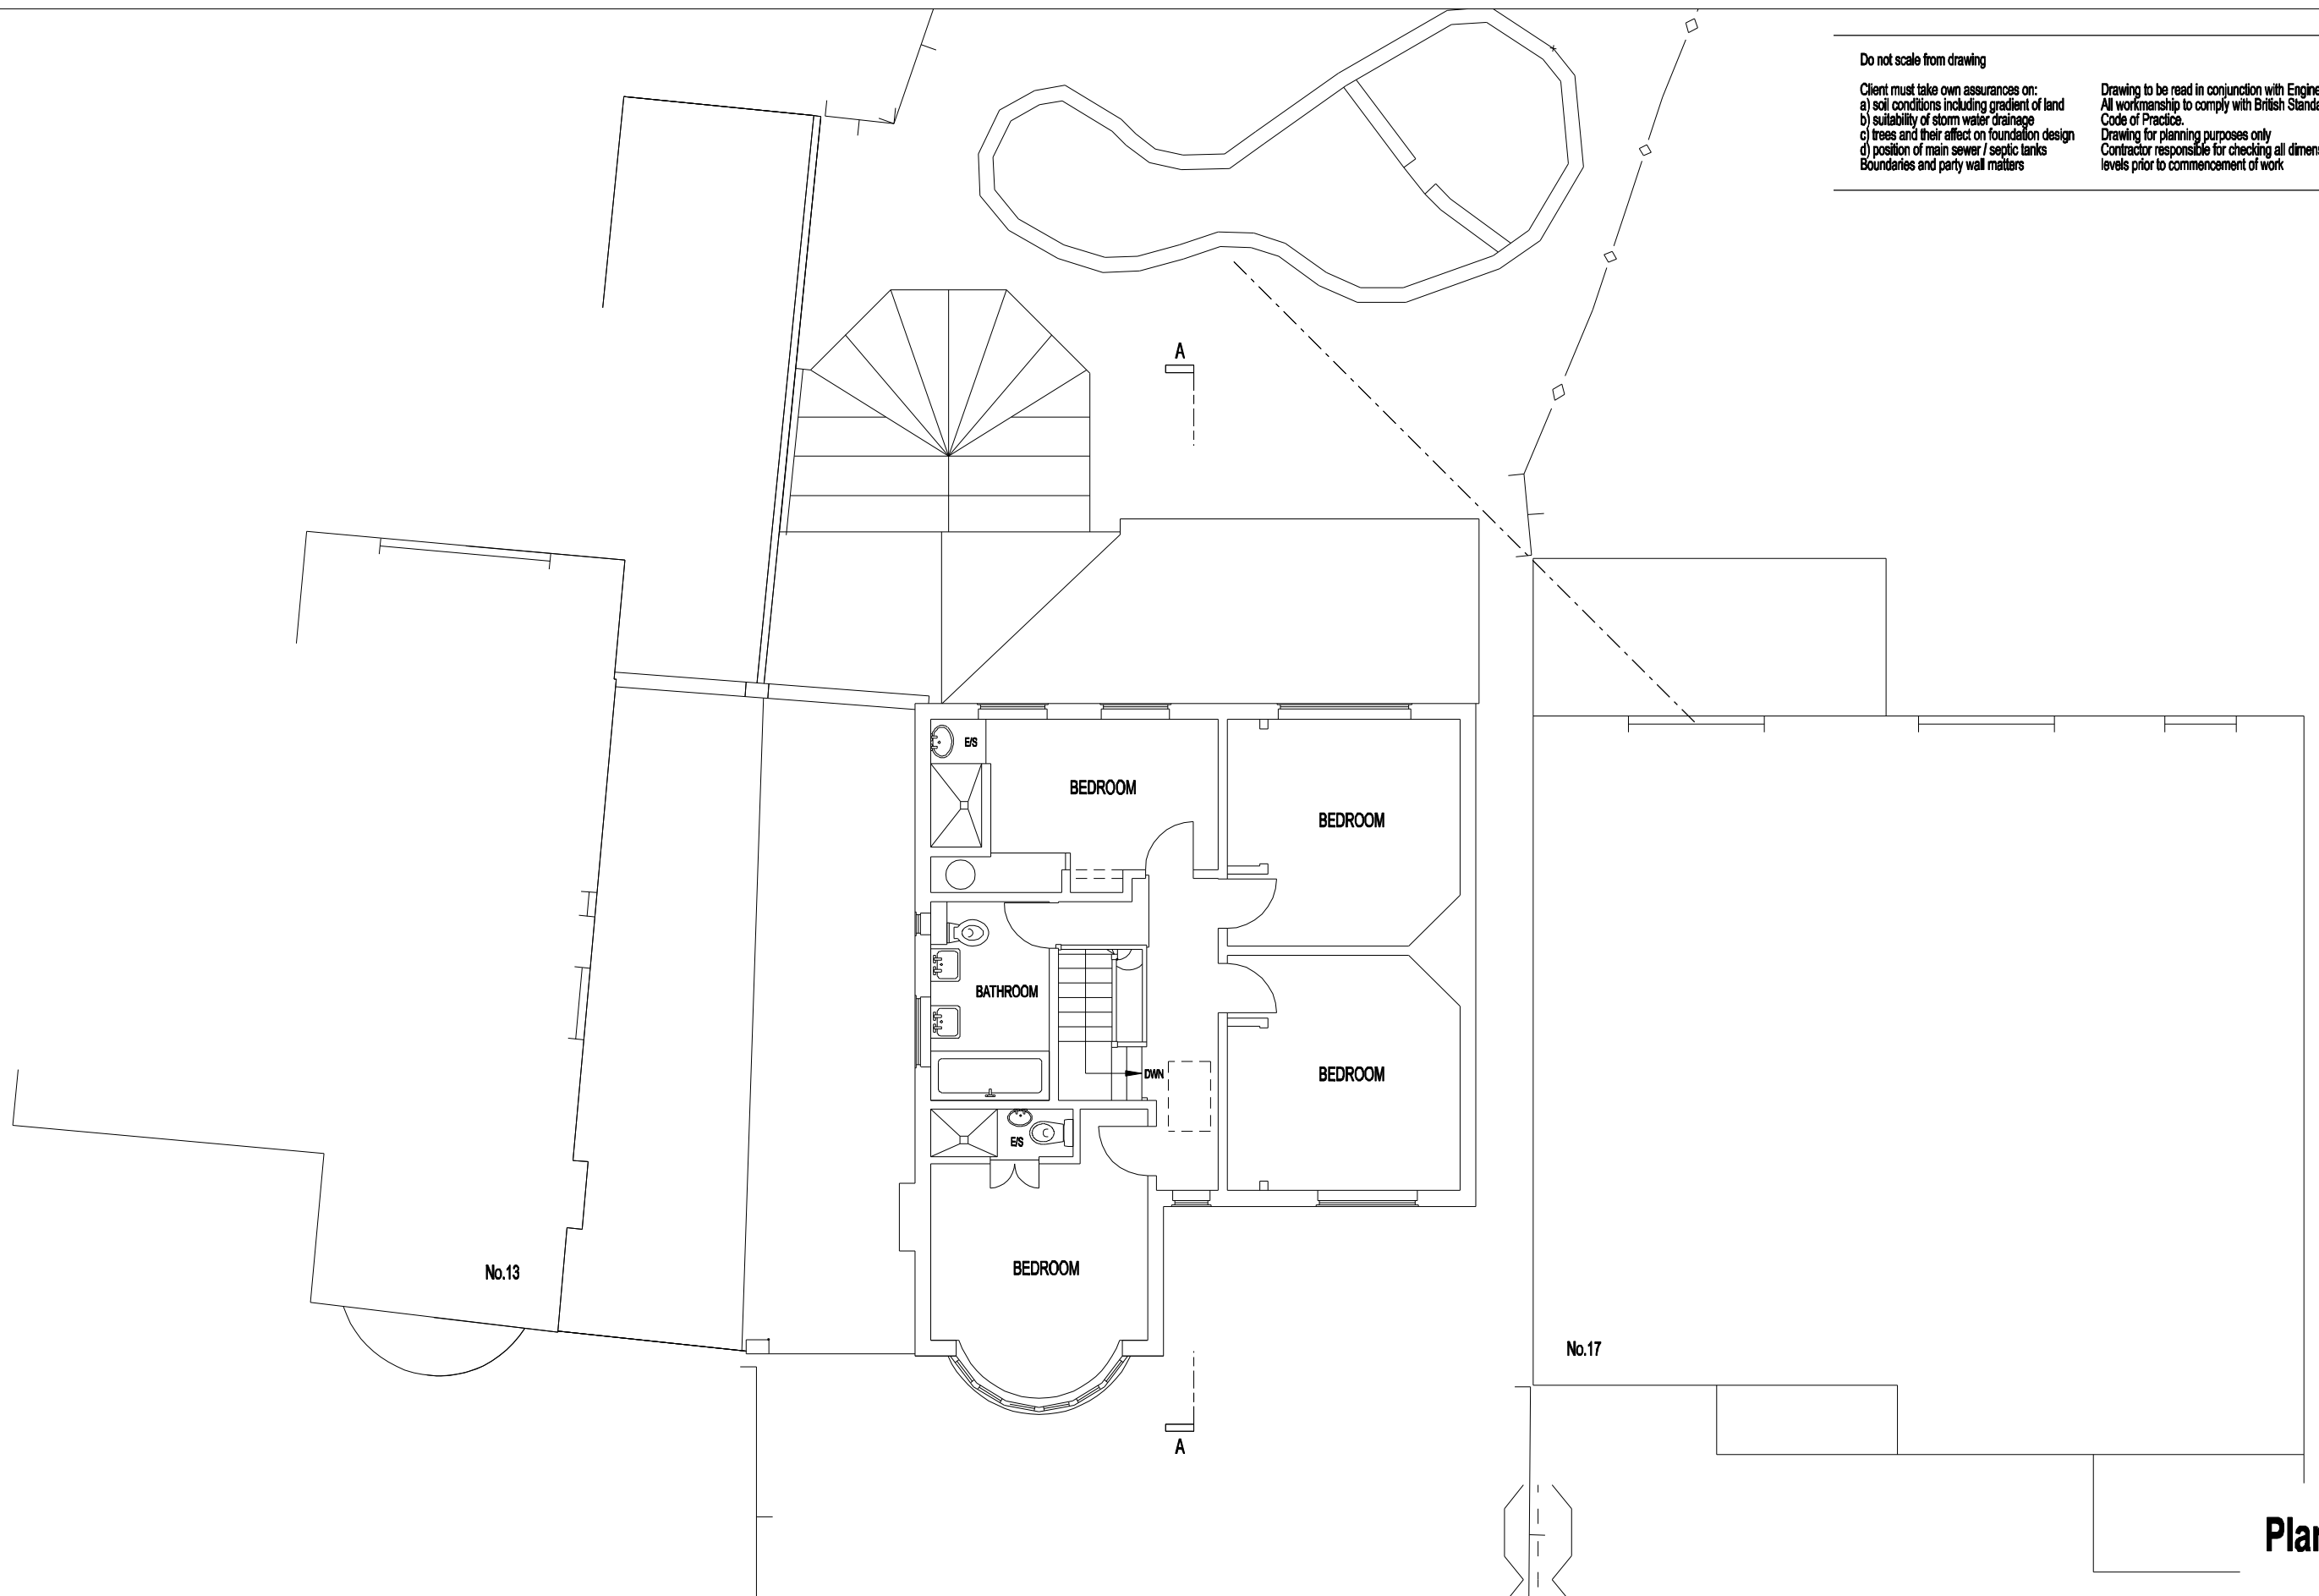 Do not scale from drawing
Client must take own assurances on:
a) soil conditions including gradient of land
b) suitability of storm water drainage
c) trees and their affect on foundation design
d) position of main sewer / septic tanks
Boundaries and party wall matters
Drawing to be read in conjunction with Engine
All workmanship to comply with British Standa
Code of Practice.
Drawing for planning purposes only
Contractor responsible for checking all dimens
levels prior to commencement of work
A
E/S
BEDROOM
BEDROOM
BATHROOM
DWN
BEDROOM
E/S
BEDROOM
No.13
No.17
A
Plan